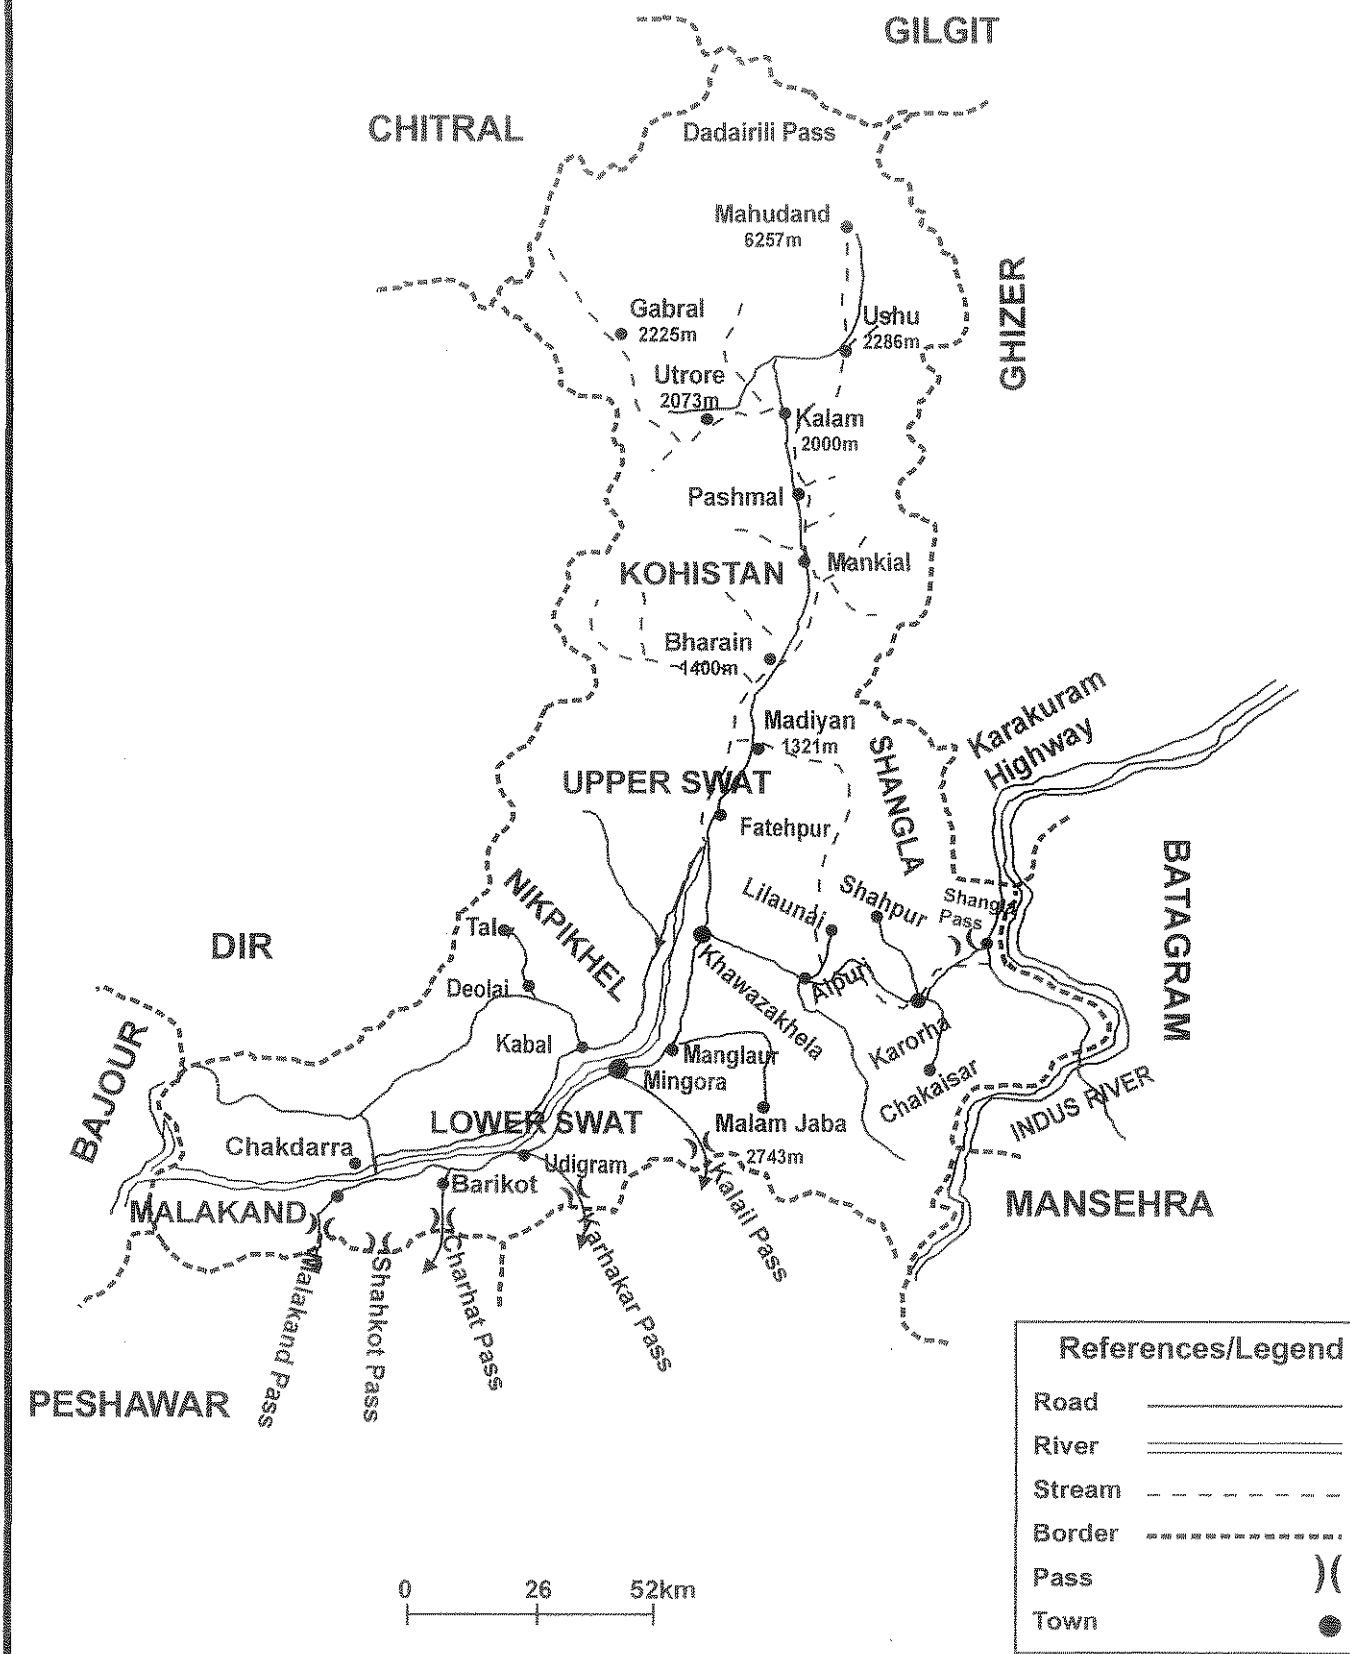 GILGIT
CHITRAL
Dadairili Pass
Mahudand
6257m
GHIZER
Gabral
2225m
Ushu
2286m
Utrore
2073m
Kalam
2000m
Pashmal
KOHISTAN
Mankial
Bharain
1400m
Karakuram
Highway
Madiyan
1321m
SHANGLA
UPPER SWAT
Fatehpur
BATAGRAM
NIKPIKHEL
Lilaunai
Shahpur
Shangla
Pass
Tal
DIR
Deolai
Khawazakhela
Alpuri
Kabal
Manglaur
Karorha
Mingora
Chakaisar
BAJOUR
INDUS RIVER
LOWER SWAT
Malam Jaba
2743m
Chakdarra
Udigram
Barikot
MALAKAND
MANSEHRA
Kalail Pass
Karhakar Pass
Charhat Pass
Shahkot Pass
Malakand Pass
PESHAWAR
References/Legend
Road
River
Stream
Border
Pass
Town
0 26 52km